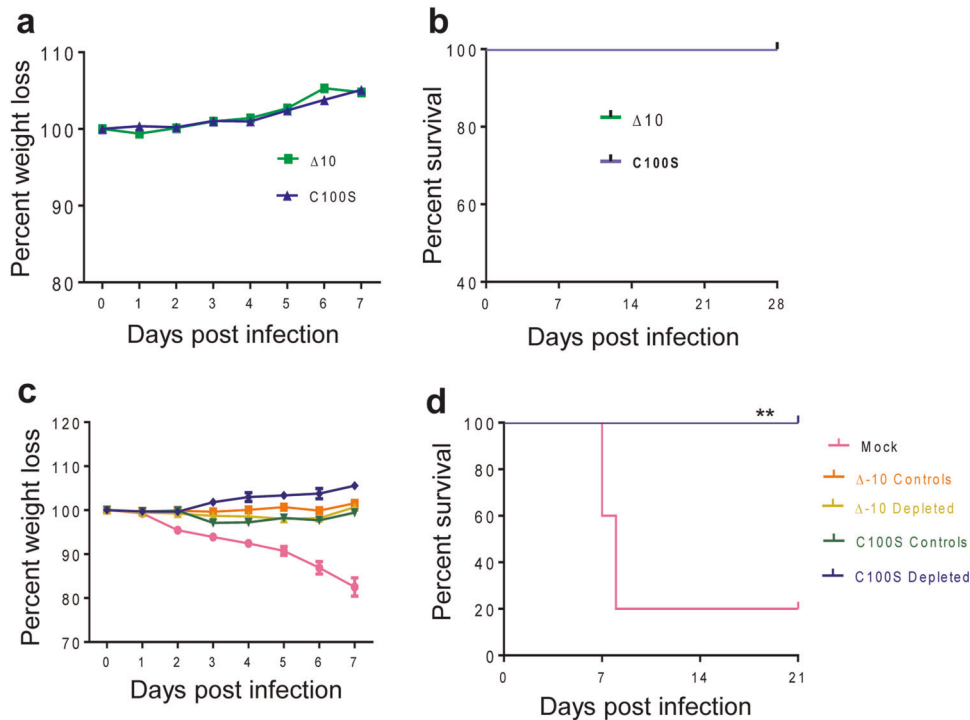 a
110
100
90
80
Percent weight loss
Δ10
C100S
0 1 2 3 4 5 6 7
Days post infection
b
100
80
60
40
Percent survival
Δ10
C100S
0 7 14 21 28
Days post infection
c
120
110
100
90
80
70
Percent weight loss
0 1 2 3 4 5 6 7
Days post infection
d
100
80
60
40
20
0
Percent survival
**
0 7 14 21
Days post infection
Mock
Δ-10 Controls
Δ-10 Depleted
C100S Controls
C100S Depleted